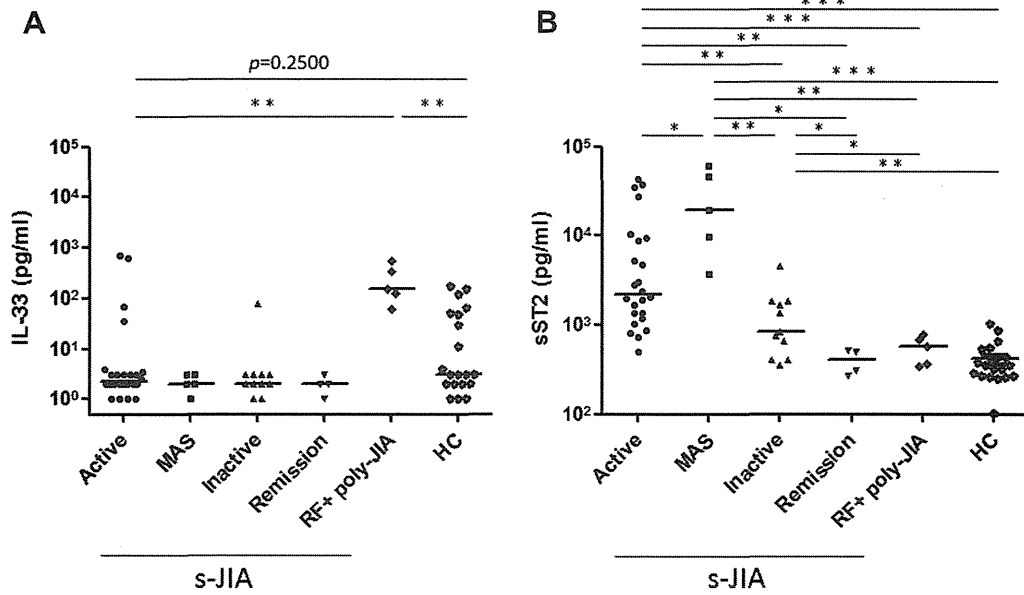 A
p=0.2500
* *
* *
IL-33 (pg/ml)
10⁵
10⁴
10³
10²
10¹
10⁰
Active
MAS
Inactive
Remission
RF+ poly-JIA
HC
s-JIA
B
* * *
* * *
* *
* *
* * *
* *
*
*
* *
*
*
* *
sST2 (pg/ml)
10⁵
10⁴
10³
10²
Active
MAS
Inactive
Remission
RF+ poly-JIA
HC
s-JIA